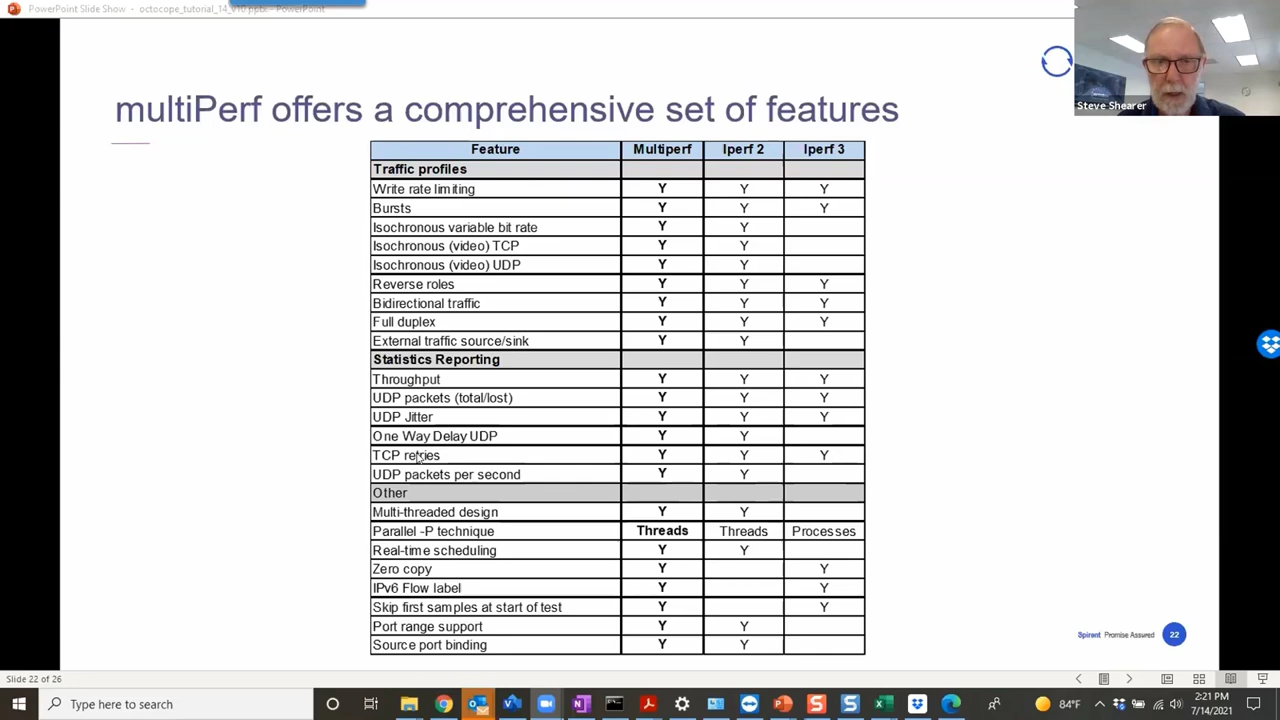 PowerPoint Slide Show - octocope_tutorial_14_v10.pptx - PowerPoint
Steve Shearer
multiPerf offers a comprehensive set of features
Feature Multiperf Iperf 2 Iperf 3
Traffic profiles
Write rate limiting Y Y Y
Bursts Y Y Y
Isochronous variable bit rate Y Y
Isochronous (video) TCP Y Y
Isochronous (video) UDP Y Y
Reverse roles Y Y Y
Bidirectional traffic Y Y Y
Full duplex Y Y Y
External traffic source/sink Y Y
Statistics Reporting
Throughput Y Y Y
UDP packets (total/lost) Y Y Y
UDP Jitter Y Y Y
One Way Delay UDP Y Y
TCP retries Y Y Y
UDP packets per second Y Y
Other
Multi-threaded design Y Y
Parallel -P technique Threads Threads Processes
Real-time scheduling Y Y
Zero copy Y Y
IPv6 Flow label Y Y
Skip first samples at start of test Y Y
Port range support Y Y
Source port binding Y Y
Spirent Promise Assured 22
Slide 22 of 26
Type here to search
84°F
2:21 PM
7/14/2021